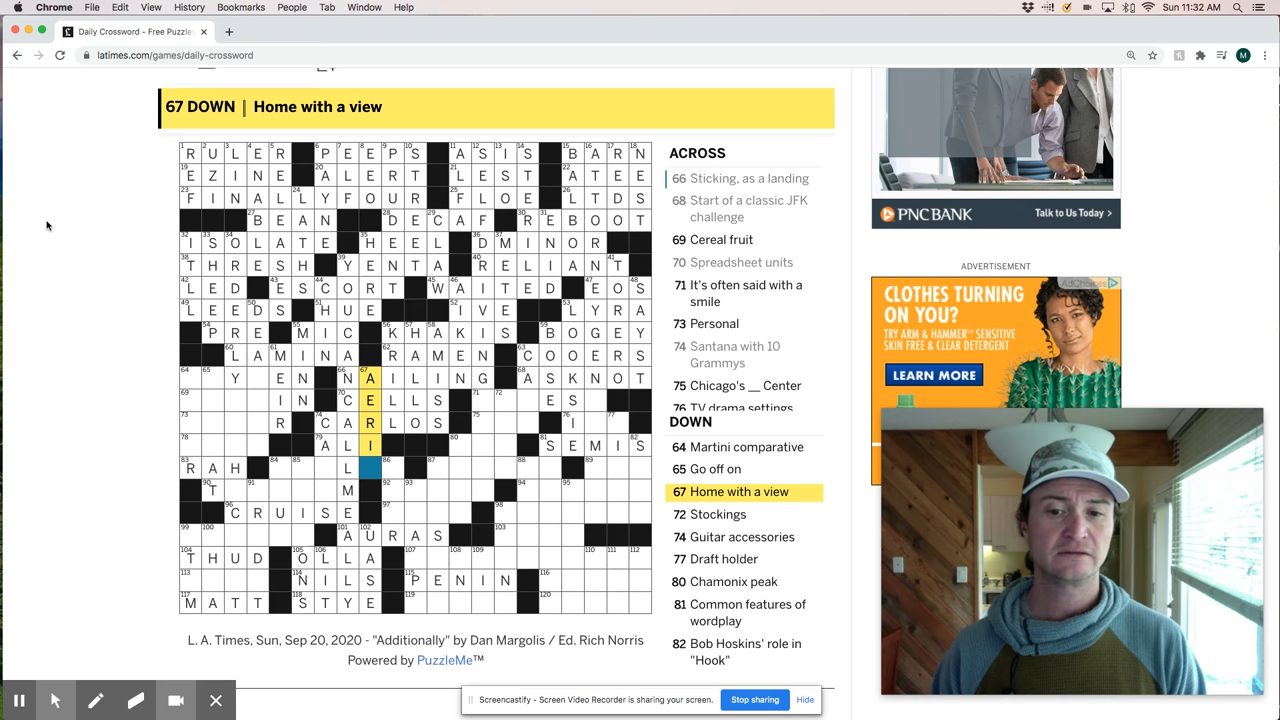 Chrome File Edit View History Bookmarks People Tab Window Help Sun 11:32 AM
Daily Crossword - Free Puzzle
latimes.com/games/daily-crossword M
67 DOWN | Home with a view
R U L E R P E E P S A S I S B A R N
E Z I N E A L E R T L E S T A T E E
F I N A L L Y F O U R F L O E L T D S
B E A N D E C A F R E B O O T
I S O L A T E H E E L D M I N O R
T H R E S H Y E N T A R E L I A N T
L E D E S C O R T W A I T E D E O S
L E E D S H U E I V E L Y R A
P R E M I C K H A K I S B O G E Y
L A M I N A R A M E N C O O E R S
Y E N N A I L I N G A S K N O T
I N C E L L S E S
R C A R L O S I
A L I S E M I S
R A H L
T M
C R U I S E
A U R A S
T H U D O L L A
N I L S P E N I N
M A T T S T Y E
L. A. Times, Sun, Sep 20, 2020 - "Additionally" by Dan Margolis / Ed. Rich Norris
Powered by PuzzleMe™
ACROSS
66 Sticking, as a landing
68 Start of a classic JFK
challenge
69 Cereal fruit
70 Spreadsheet units
71 It's often said with a
smile
73 Personal
74 Santana with 10
Grammys
75 Chicago's __ Center
76 TV drama settings
DOWN
64 Martini comparative
65 Go off on
67 Home with a view
72 Stockings
74 Guitar accessories
77 Draft holder
80 Chamonix peak
81 Common features of
wordplay
82 Bob Hoskins' role in
"Hook"
PNC BANK Talk to Us Today >
ADVERTISEMENT
AdChoices
CLOTHES TURNING
ON YOU?
TRY ARM & HAMMER™ SENSITIVE
SKIN FREE & CLEAR DETERGENT
LEARN MORE
Screencastify - Screen Video Recorder is sharing your screen. Stop sharing Hide